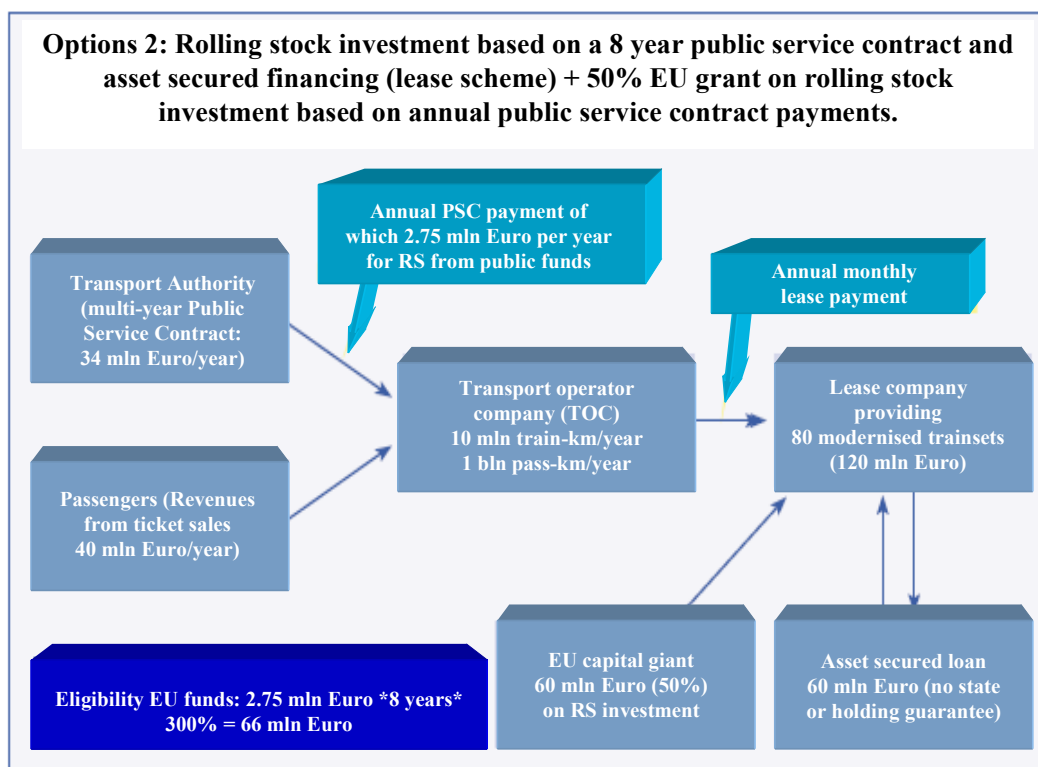 Options 2: Rolling stock investment based on a 8 year public service contract and
asset secured financing (lease scheme) + 50% EU grant on rolling stock
investment based on annual public service contract payments.
Annual PSC payment of
which 2.75 mln Euro per year
for RS from public funds
Transport Authority
(multi-year Public
Service Contract:
34 mln Euro/year)
Annual monthly
lease payment
Transport operator
company (TOC)
10 mln train-km/year
1 bln pass-km/year
Lease company
providing
80 modernised trainsets
(120 mln Euro)
Passengers (Revenues
from ticket sales
40 mln Euro/year)
Eligibility EU funds: 2.75 mln Euro *8 years*
300% = 66 mln Euro
EU capital giant
60 mln Euro (50%)
on RS investment
Asset secured loan
60 mln Euro (no state
or holding guarantee)